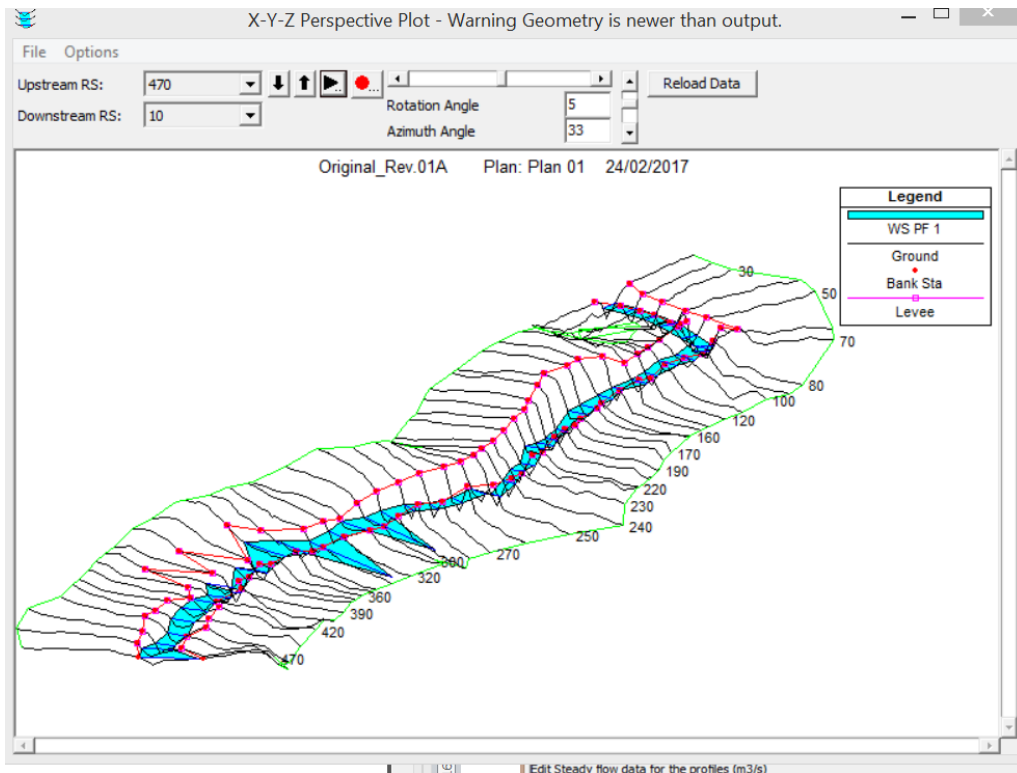 X-Y-Z Perspective Plot - Warning Geometry is newer than output.
File Options
Upstream RS: 470
Downstream RS: 10
Rotation Angle 5
Azimuth Angle 33
Reload Data
Original_Rev.01A Plan: Plan 01 24/02/2017
Legend
WS PF 1
Ground
Bank Sta
Levee
30
50
70
80
100
120
160
170
190
220
230
240
250
270
300
320
360
390
420
470
Edit Steady flow data for the profiles (m3/s)